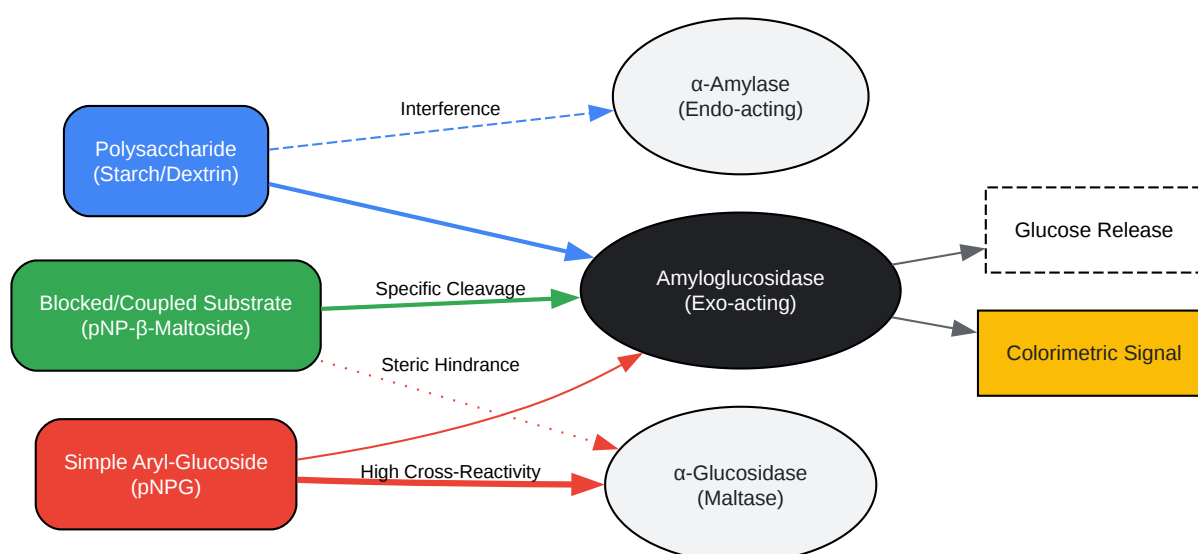 α-Amylase
(Endo-acting)
Interference
Polysaccharide
(Starch/Dextrin)
Glucose Release
Amyloglucosidase
(Exo-acting)
Specific Cleavage
Blocked/Coupled Substrate
(pNP-β-Maltoside)
Colorimetric Signal
Steric Hindrance
Simple Aryl-Glucoside
(pNPG)
High Cross-Reactivity
α-Glucosidase
(Maltase)